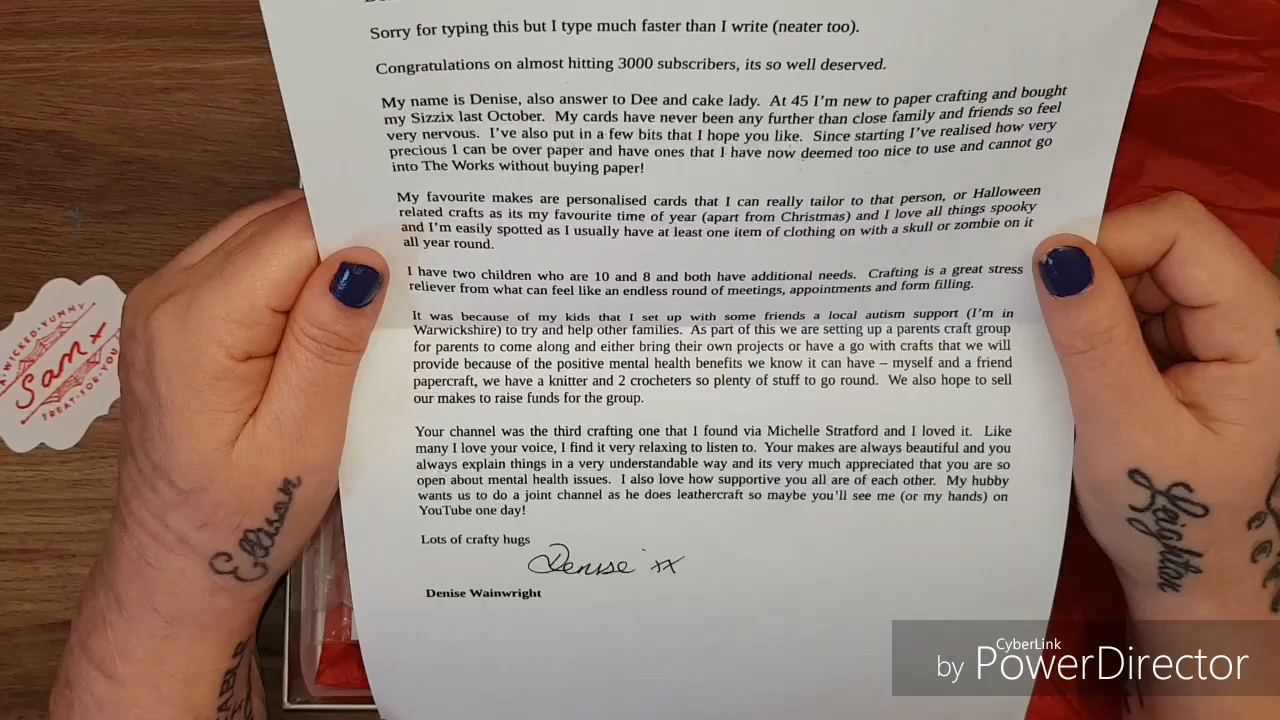 Sorry for typing this but I type much faster than I write (neater too).
Congratulations on almost hitting 3000 subscribers, its so well deserved.
My name is Denise, also answer to Dee and cake lady. At 45 I'm new to paper crafting and bought
my Sizzix last October. My cards have never been any further than close family and friends so feel
very nervous. I've also put in a few bits that I hope you like. Since starting I've realised how very
precious I can be over paper and have ones that I have now deemed too nice to use and cannot go
into The Works without buying paper!
My favourite makes are personalised cards that I can really tailor to that person, or Halloween
related crafts as its my favourite time of year (apart from Christmas) and I love all things spooky
and I'm easily spotted as I usually have at least one item of clothing on with a skull or zombie on it
all year round.
I have two children who are 10 and 8 and both have additional needs. Crafting is a great stress
reliever from what can feel like an endless round of meetings, appointments and form filling.
It was because of my kids that I set up with some friends a local autism support (I'm in
Warwickshire) to try and help other families. As part of this we are setting up a parents craft group
for parents to come along and either bring their own projects or have a go with crafts that we will
provide because of the positive mental health benefits we know it can have – myself and a friend
papercraft, we have a knitter and 2 crocheters so plenty of stuff to go round. We also hope to sell
our makes to raise funds for the group.
Your channel was the third crafting one that I found via Michelle Stratford and I loved it. Like
many I love your voice, I find it very relaxing to listen to. Your makes are always beautiful and you
always explain things in a very understandable way and its very much appreciated that you are so
open about mental health issues. I also love how supportive you all are of each other. My hubby
wants us to do a joint channel as he does leathercraft so maybe you'll see me (or my hands) on
YouTube one day!
Lots of crafty hugs
Denise xx
Denise Wainwright
A·WICKED·YUMMY
Sam x
TREAT·FOR·YOU
Ellison
Leighton
CyberLink
by PowerDirector